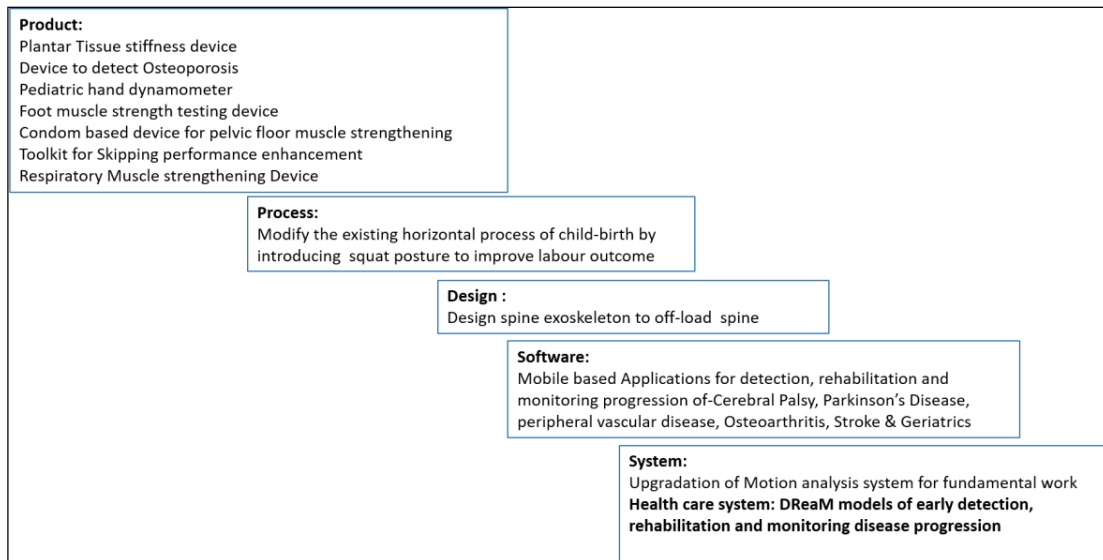 Product:
Plantar Tissue stiffness device
Device to detect Osteoporosis
Pediatric hand dynamometer
Foot muscle strength testing device
Condom based device for pelvic floor muscle strengthening
Toolkit for Skipping performance enhancement
Respiratory Muscle strengthening Device
Process:
Modify the existing horizontal process of child-birth by
introducing squat posture to improve labour outcome
Design :
Design spine exoskeleton to off-load spine
Software:
Mobile based Applications for detection, rehabilitation and
monitoring progression of-Cerebral Palsy, Parkinson's Disease,
peripheral vascular disease, Osteoarthritis, Stroke & Geriatrics
System:
Upgradation of Motion analysis system for fundamental work
Health care system: DReaM models of early detection,
rehabilitation and monitoring disease progression